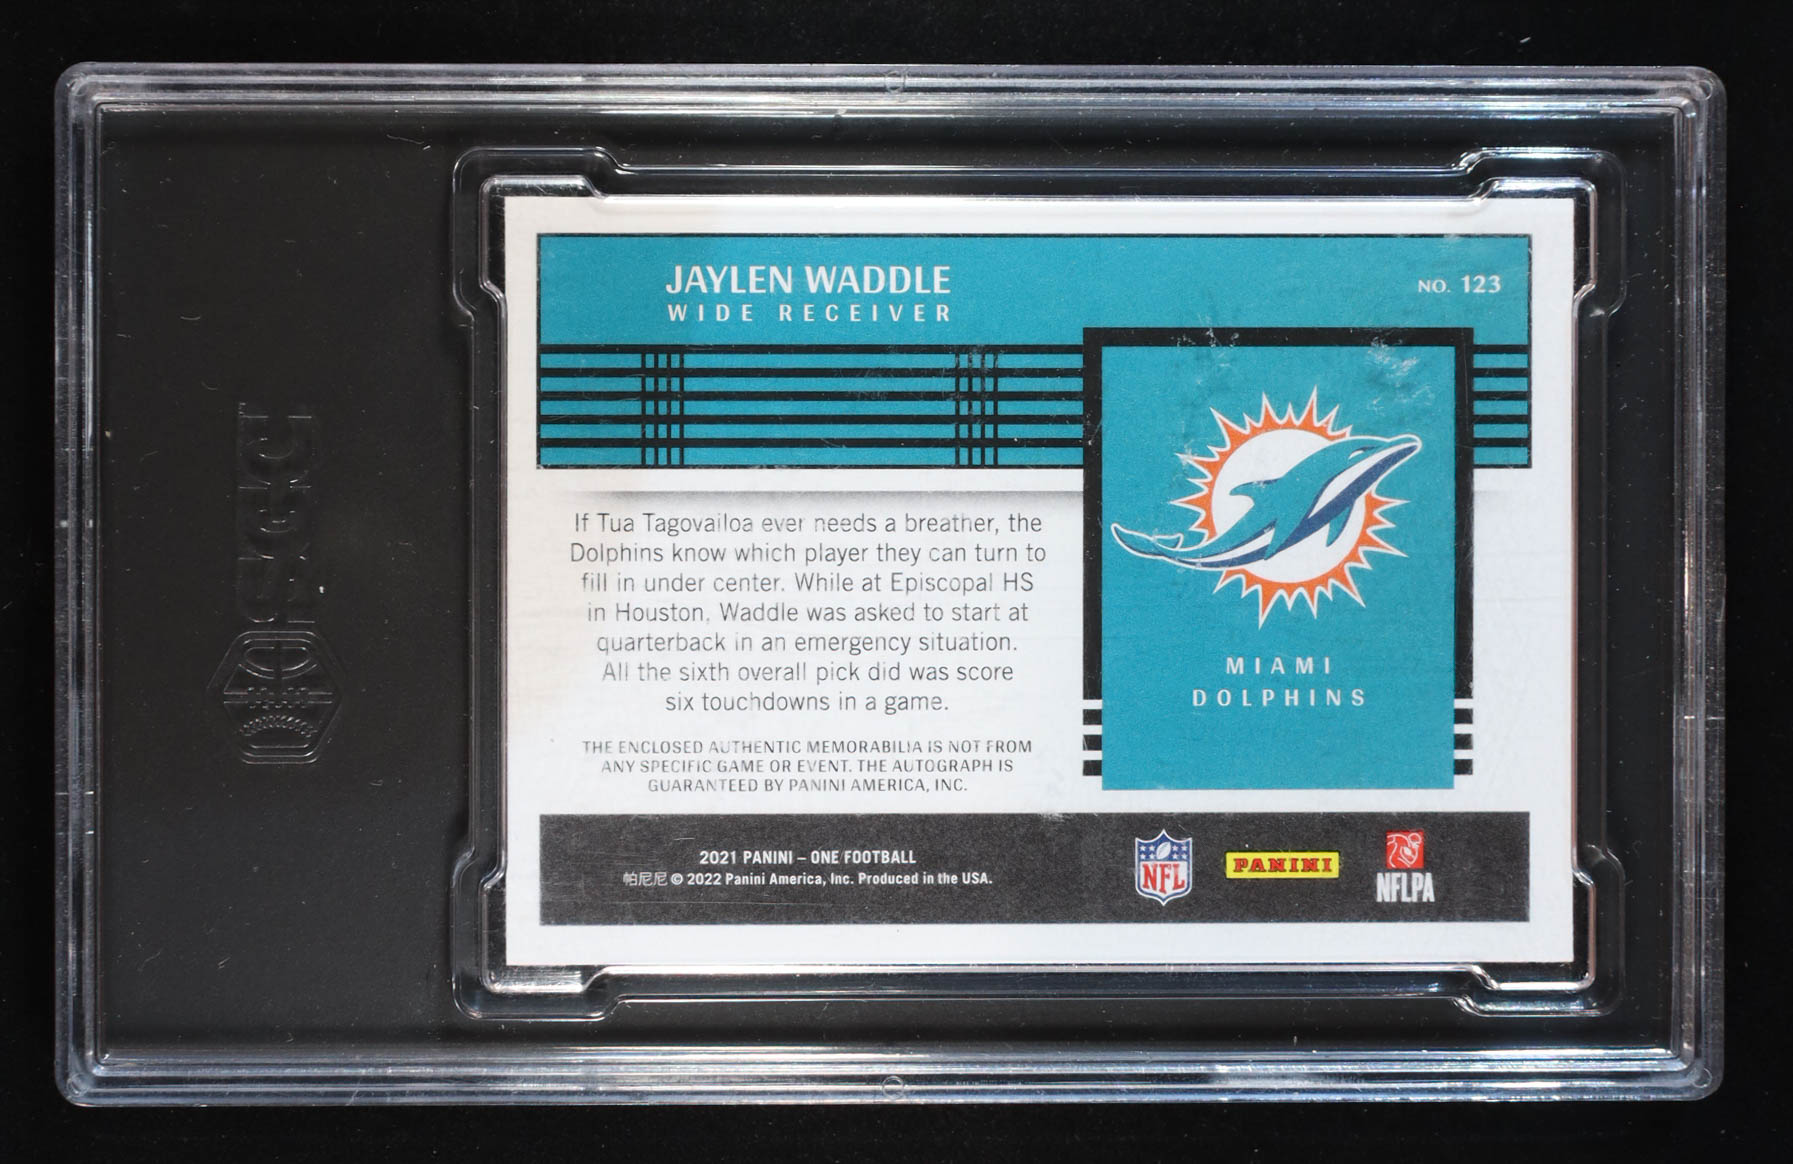 JAYLEN WADDLE
WIDE RECEIVER
NO. 123
If Tua Tagovailoa ever needs a breather, the
Dolphins know which player they can turn to
fill in under center. While at Episcopal HS
in Houston, Waddle was asked to start at
quarterback in an emergency situation.
All the sixth overall pick did was score
six touchdowns in a game.
THE ENCLOSED AUTHENTIC MEMORABILIA IS NOT FROM
ANY SPECIFIC GAME OR EVENT. THE AUTOGRAPH IS
GUARANTEED BY PANINI AMERICA, INC.
MIAMI
DOLPHINS
2021 PANINI – ONE FOOTBALL
帕尼尼 © 2022 Panini America, Inc. Produced in the USA.
NFL
PANINI
NFLPA
SGC